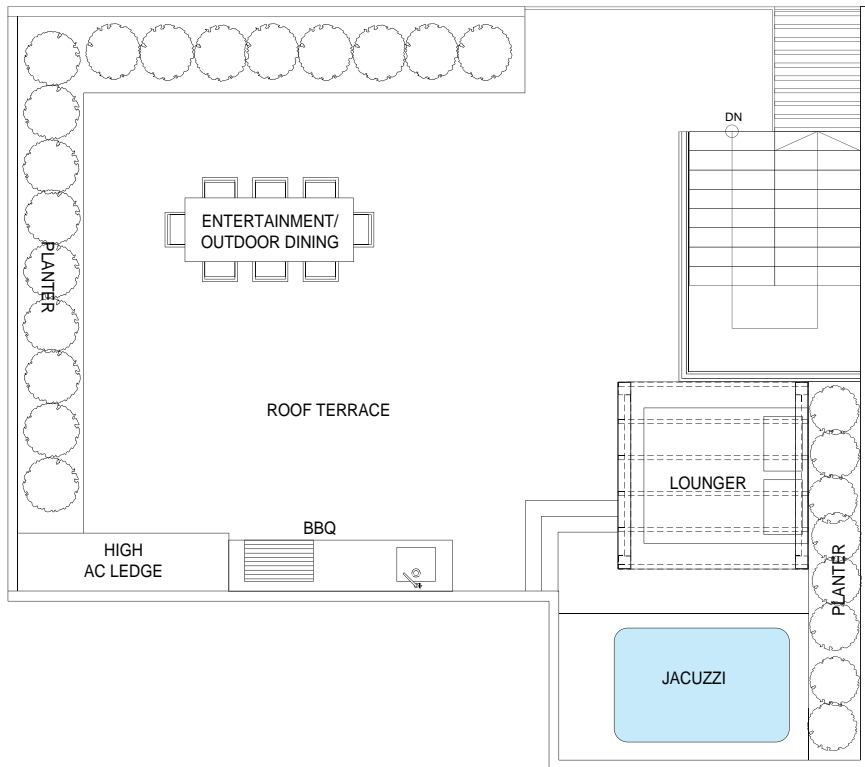 DN
ENTERTAINMENT/
OUTDOOR DINING
PLANTER
ROOF TERRACE
LOUNGER
BBQ
HIGH
AC LEDGE
PLANTER
JACUZZI